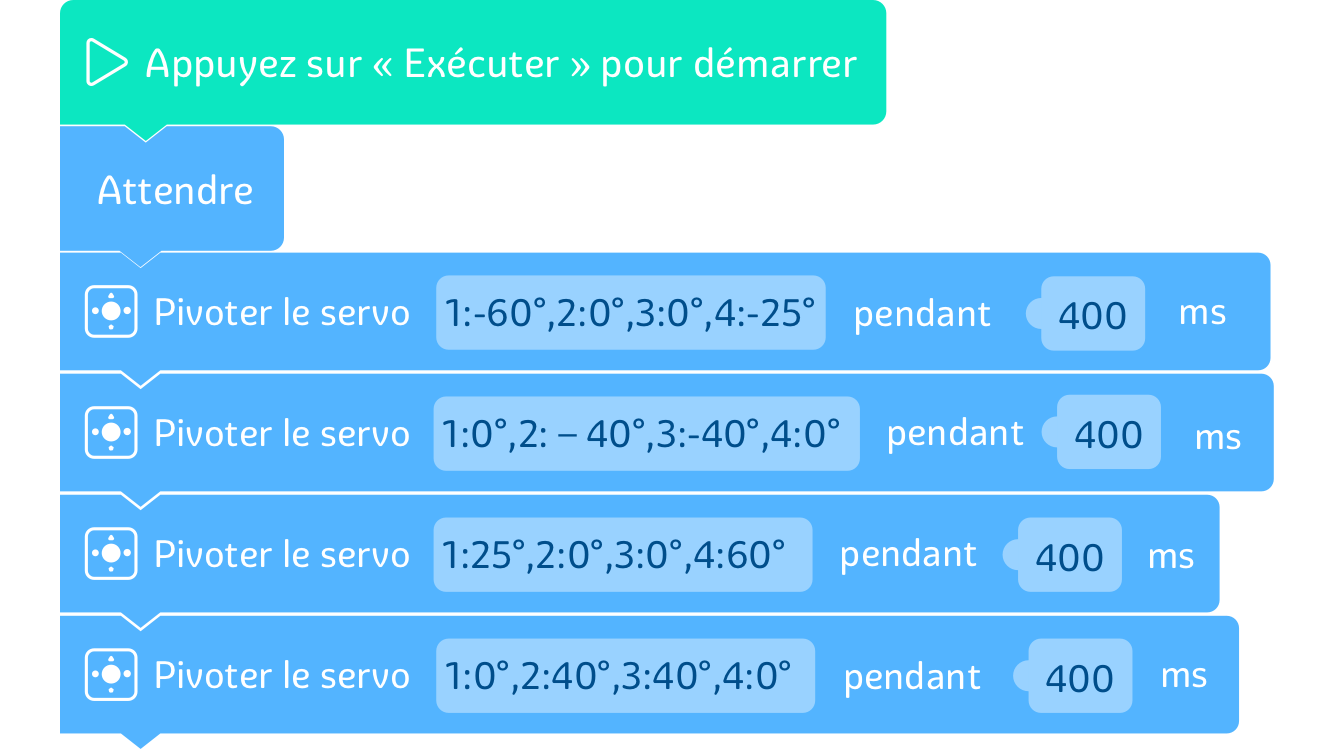 Appuyez sur « Exécuter » pour démarrer
Attendre
Pivoter le servo 1:-60°,2:0°,3:0°,4:-25° pendant 400 ms
Pivoter le servo 1:0°,2: – 40°,3:-40°,4:0° pendant 400 ms
Pivoter le servo 1:25°,2:0°,3:0°,4:60° pendant 400 ms
Pivoter le servo 1:0°,2:40°,3:40°,4:0° pendant 400 ms